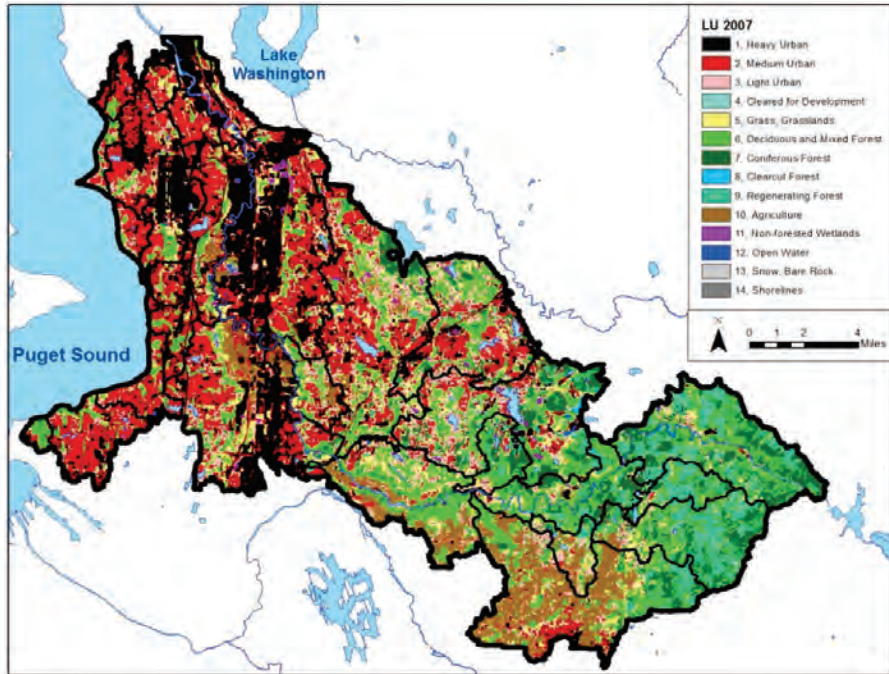 Lake
Washington
Puget Sound
LU 2007
1. Heavy Urban
2. Medium Urban
3. Light Urban
4. Cleared for Development
5. Grass, Grasslands
6. Deciduous and Mixed Forest
7. Coniferous Forest
8. Clearcut Forest
9. Regenerating Forest
10. Agriculture
11. Non-forested Wetlands
12. Open Water
13. Snow, Bare Rock
14. Shorelines
0 1 2 4
Miles